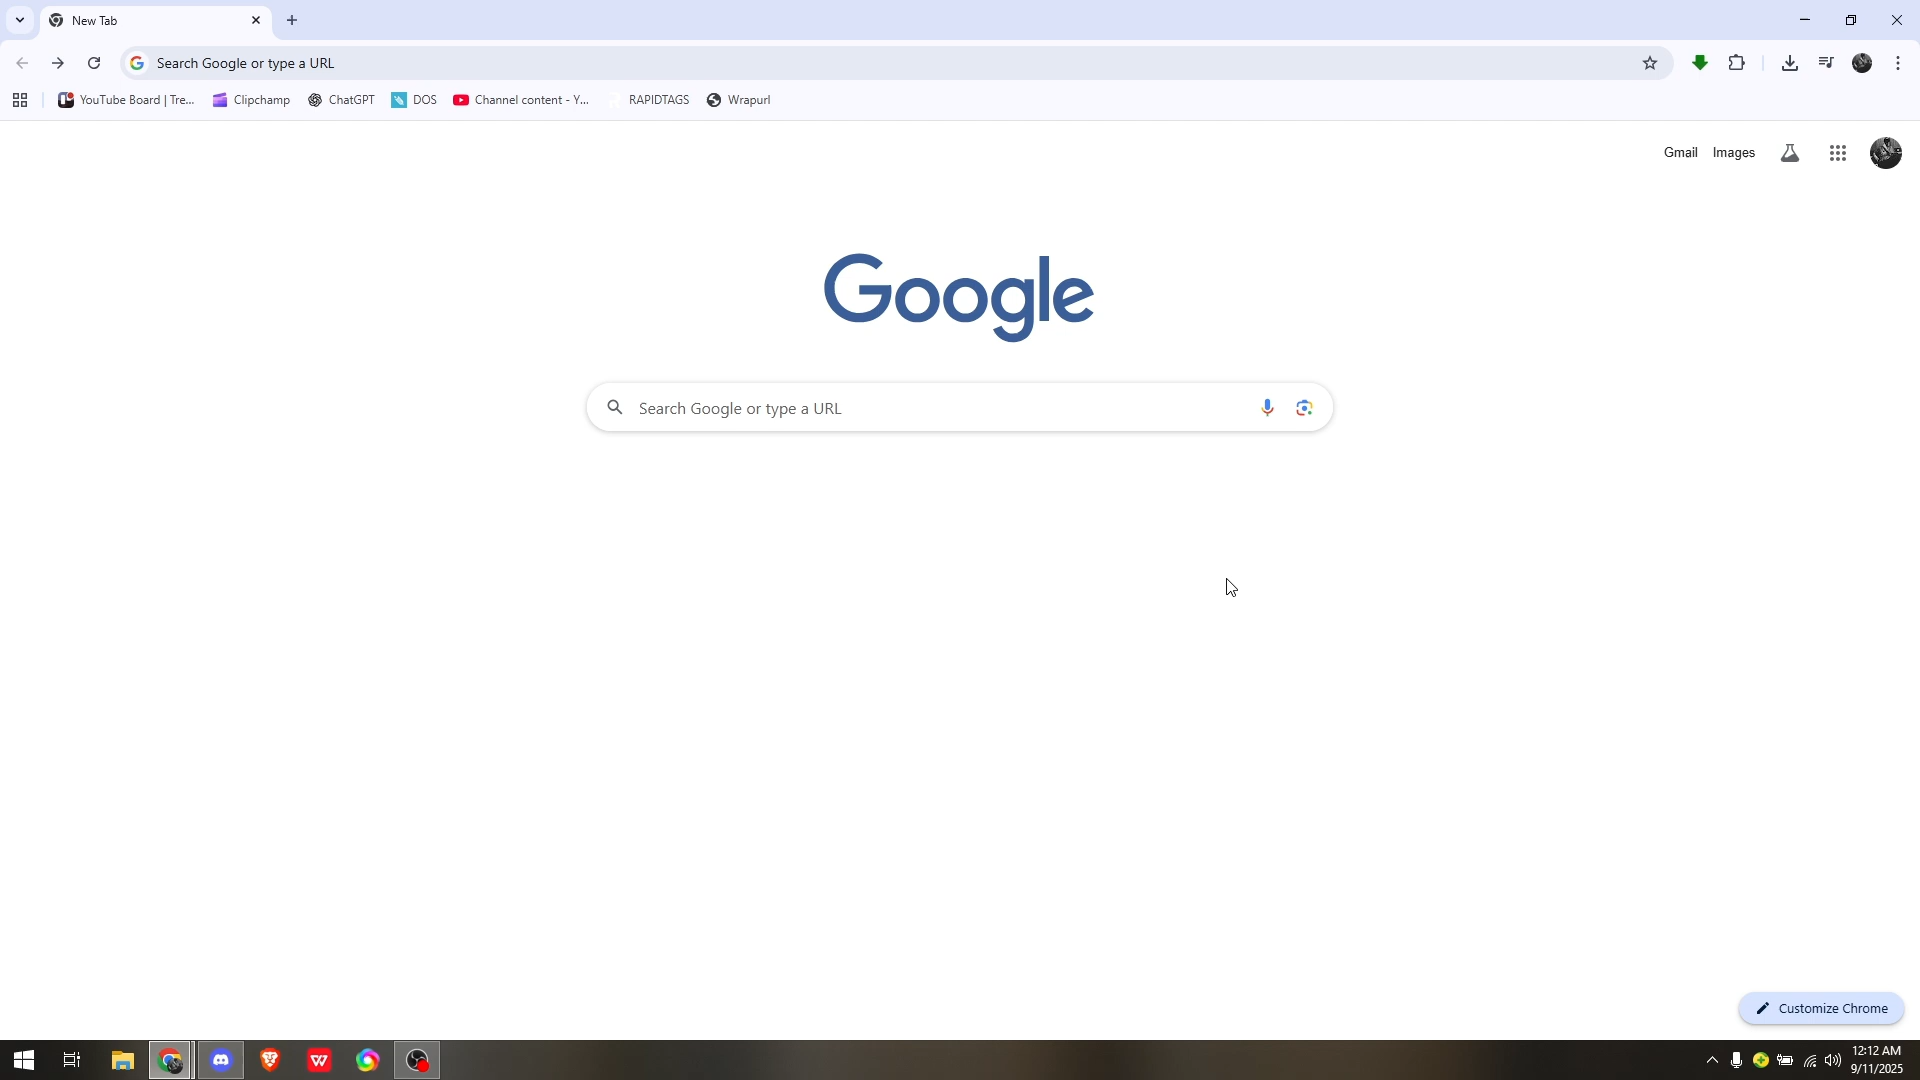 New Tab
Search Google or type a URL
YouTube Board | Tre...
Clipchamp
ChatGPT
DOS
Channel content - Y...
RAPIDTAGS
Wrapurl
Gmail
Images
Google
Search Google or type a URL
Customize Chrome
12:12 AM
9/11/2025